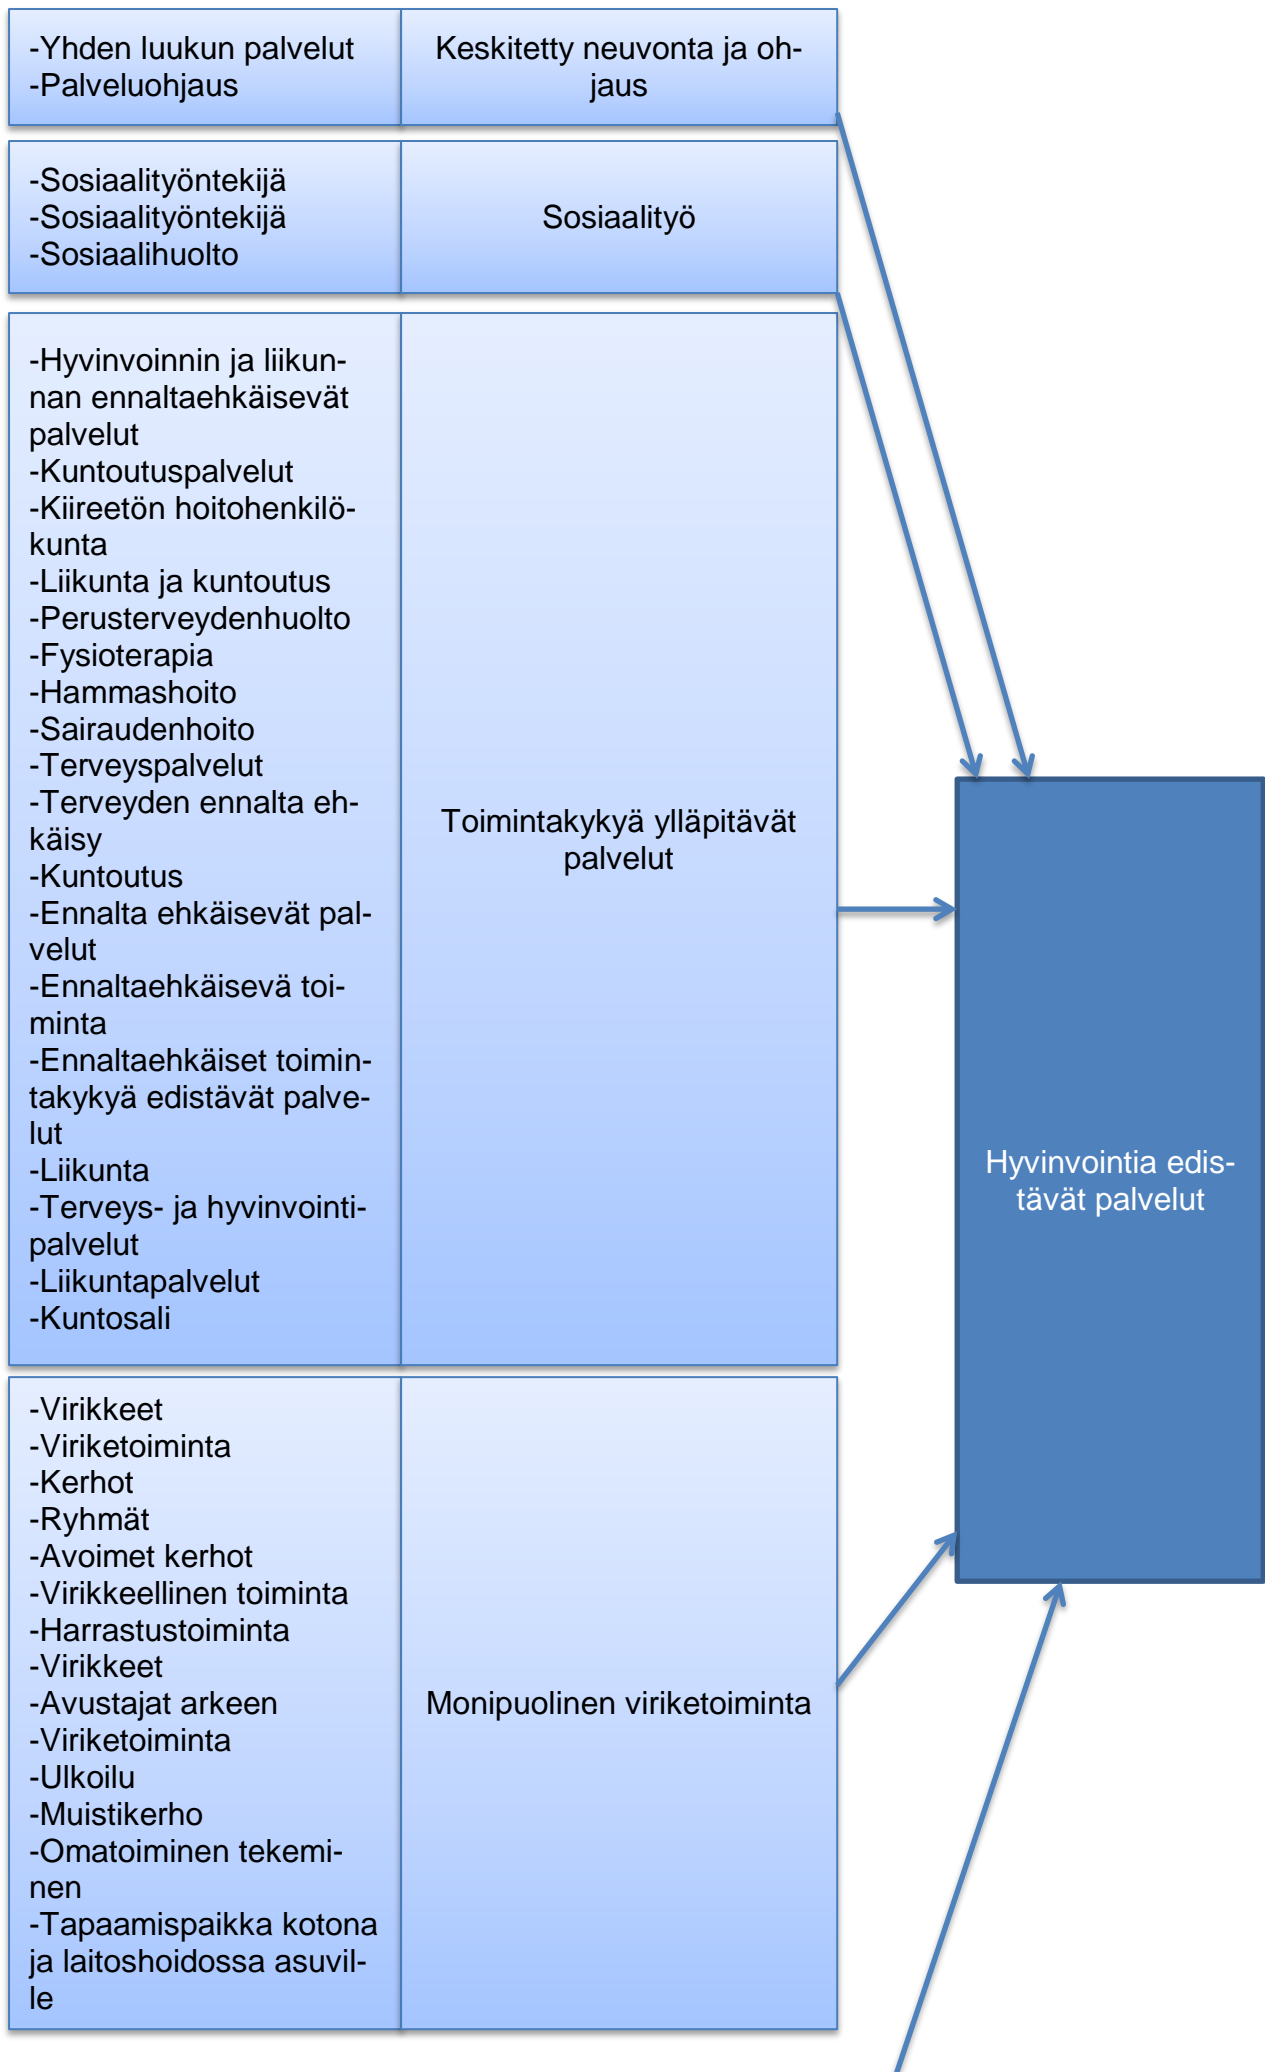 -Yhden luukun palvelut
-Palveluohjaus
Keskitetty neuvonta ja oh-
jaus
-Sosiaalityöntekijä
-Sosiaalityöntekijä
-Sosiaalihuolto
Sosiaalityö
-Hyvinvoinnin ja liikun-
nan ennaltaehkäisevät
palvelut
-Kuntoutuspalvelut
-Kiireetön hoitohenkilö-
kunta
-Liikunta ja kuntoutus
-Perusterveydenhuolto
-Fysioterapia
-Hammashoito
-Sairaudenhoito
-Terveyspalvelut
-Terveyden ennalta eh-
käisy
-Kuntoutus
-Ennalta ehkäisevät pal-
velut
-Ennaltaehkäisevä toi-
minta
-Ennaltaehkäiset toimin-
takykyä edistävät palve-
lut
-Liikunta
-Terveys- ja hyvinvointi-
palvelut
-Liikuntapalvelut
-Kuntosali
Toimintakykyä ylläpitävät
palvelut
-Virikkeet
-Viriketoiminta
-Kerhot
-Ryhmät
-Avoimet kerhot
-Virikkeellinen toiminta
-Harrastustoiminta
-Virikkeet
-Avustajat arkeen
-Viriketoiminta
-Ulkoilu
-Muistikerho
-Omatoiminen tekemi-
nen
-Tapaamispaikka kotona
ja laitoshoidossa asuvil-
le
Monipuolinen viriketoiminta
Hyvinvointia edis-
tävät palvelut